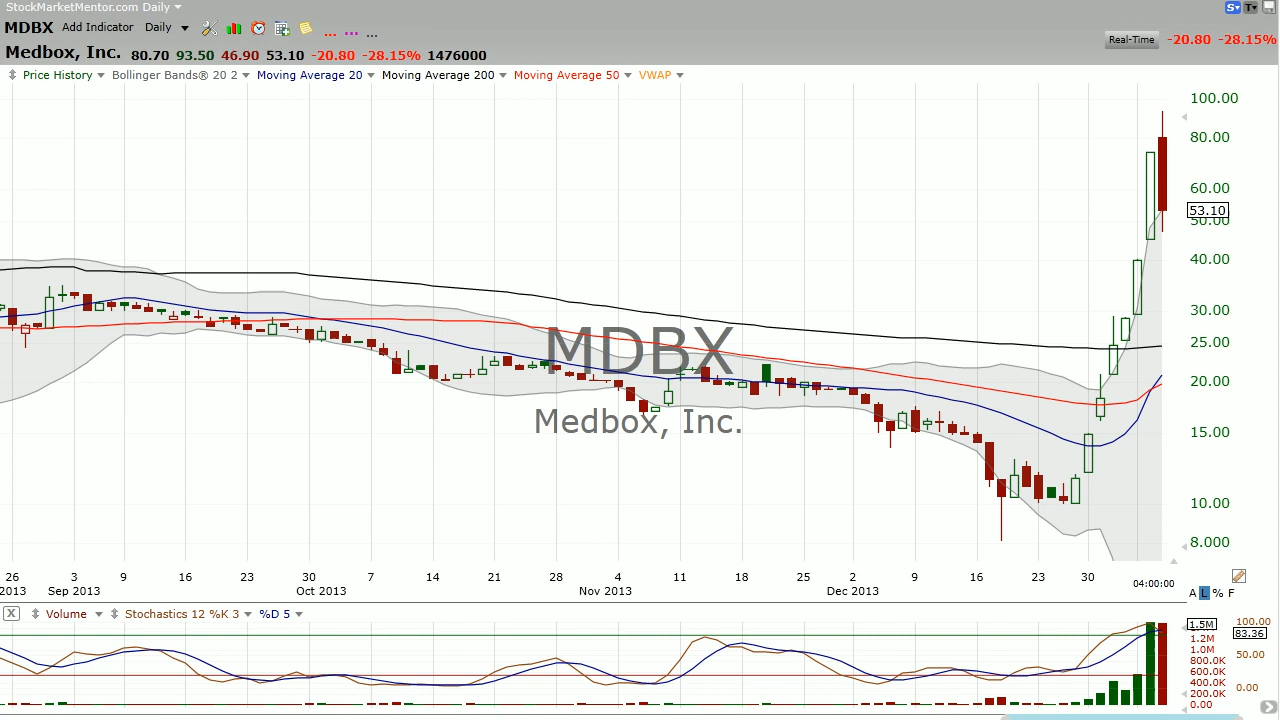 StockMarketMentor.com Daily
MDBX Add Indicator Daily
Medbox, Inc. 80.70 93.50 46.90 53.10 -20.80 -28.15% 1476000
Real-Time -20.80 -28.15%
Price History Bollinger Bands® 20 2 Moving Average 20 Moving Average 200 Moving Average 50 VWAP
100.00
80.00
60.00
53.10
50.00
40.00
30.00
25.00
20.00
15.00
10.00
8.000
MDBX
Medbox, Inc.
26 3 9 16 23 30 7 14 21 28 4 11 18 25 2 9 16 23 30 04:00:00
2013 Sep 2013 Oct 2013 Nov 2013 Dec 2013
A L % F
X Volume Stochastics 12 %K 3 %D 5
1.5M 100.00
83.36
1.2M
1.0M 50.00
800.0K
600.0K
400.0K 0.00
200.0K
0.00